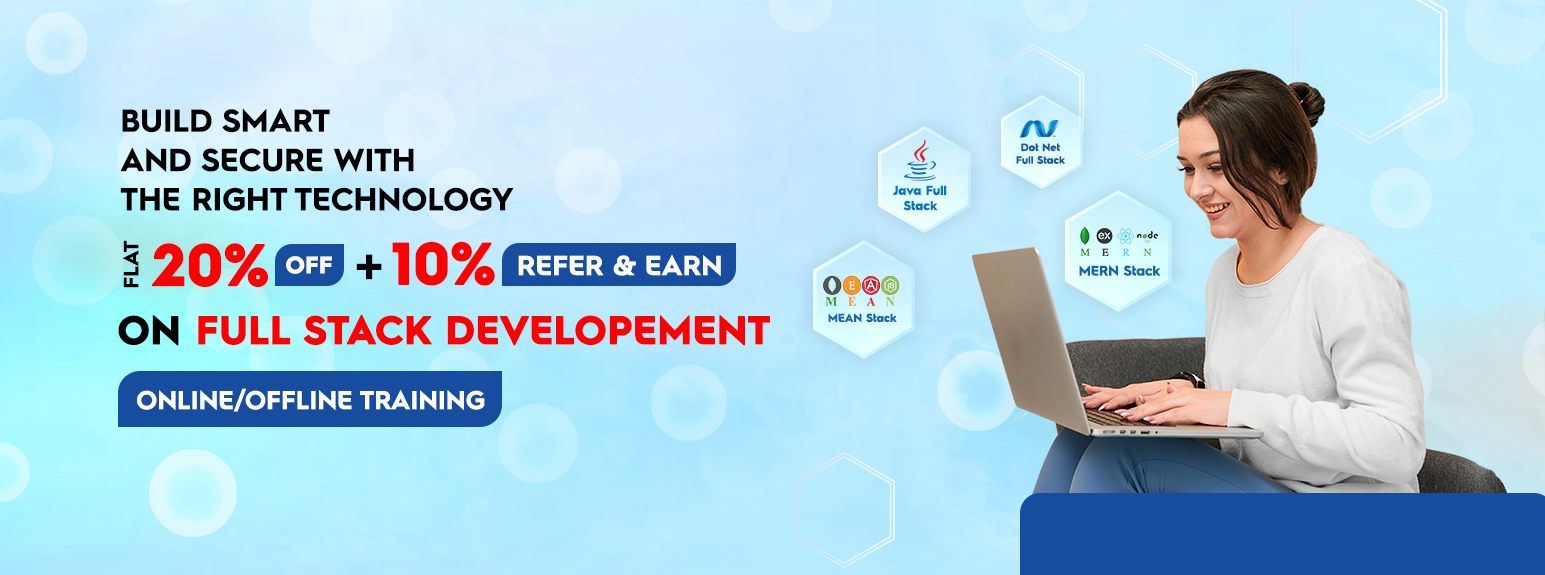 BUILD SMART
AND SECURE WITH
THE RIGHT TECHNOLOGY
FLAT 20% OFF + 10% REFER & EARN
ON FULL STACK DEVELOPEMENT
ONLINE/OFFLINE TRAINING
Dot Net
Full Stack
Java Full
Stack
ex node
M E R N
MERN Stack
M E A N
MEAN Stack